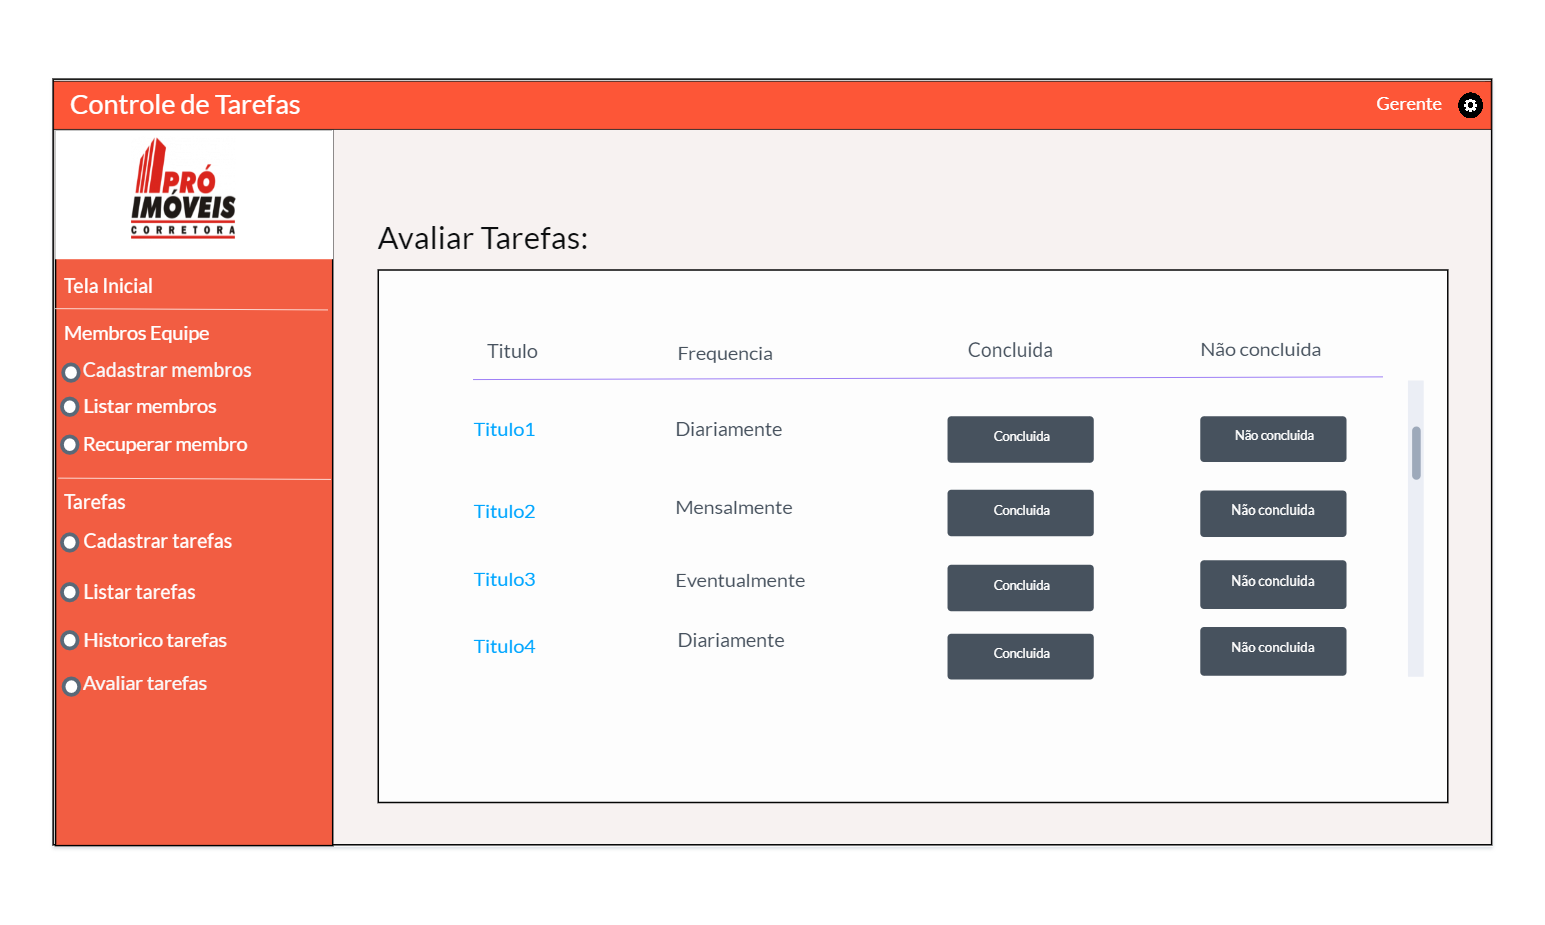 Controle de Tarefas
Gerente
PRÓ
IMÓVEIS
CORRETORA
Tela Inicial
Membros Equipe
Cadastrar membros
Listar membros
Recuperar membro
Tarefas
Cadastrar tarefas
Listar tarefas
Historico tarefas
Avaliar tarefas
Avaliar Tarefas:
Titulo Frequencia Concluida Não concluida
Titulo1 Diariamente Concluida Não concluida
Titulo2 Mensalmente Concluida Não concluida
Titulo3 Eventualmente Concluida Não concluida
Titulo4 Diariamente Concluida Não concluida